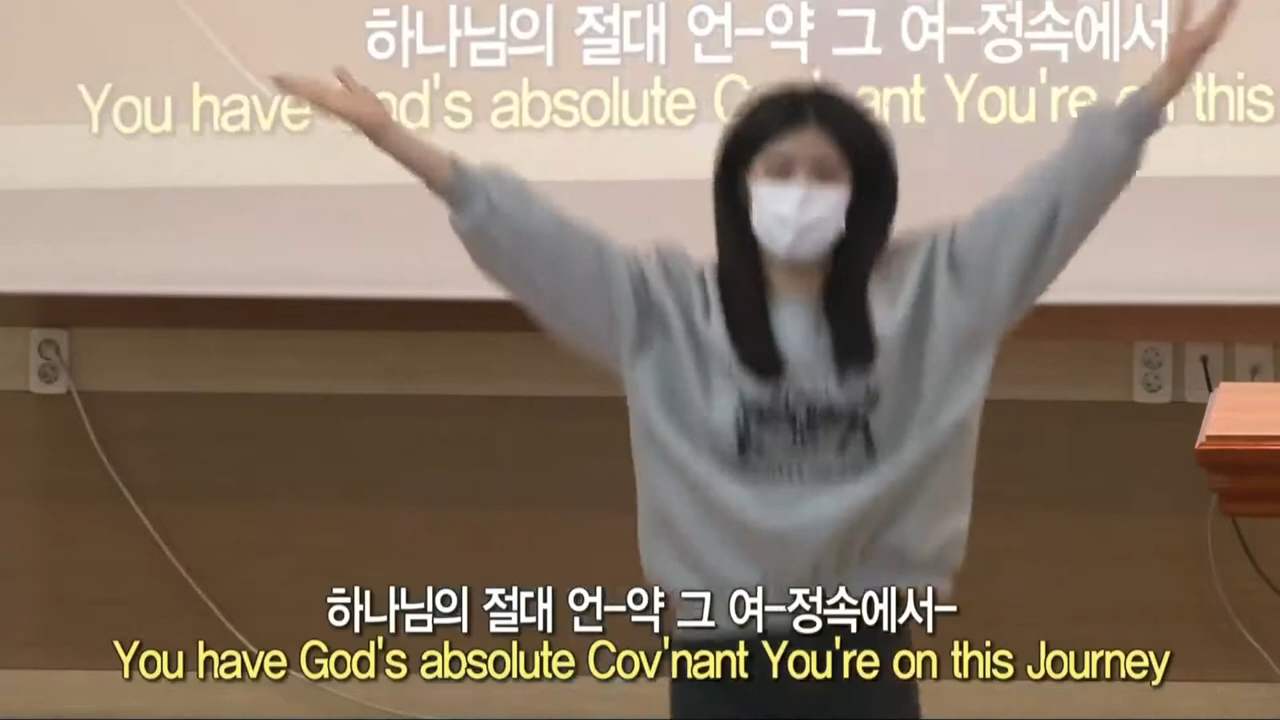 하나님의 절대 언-약 그 여-정속에서
You have God's absolute ant You're on this
하나님의 절대 언-약 그 여-정속에서-
You have God's absolute Cov'nant You're on this Journey